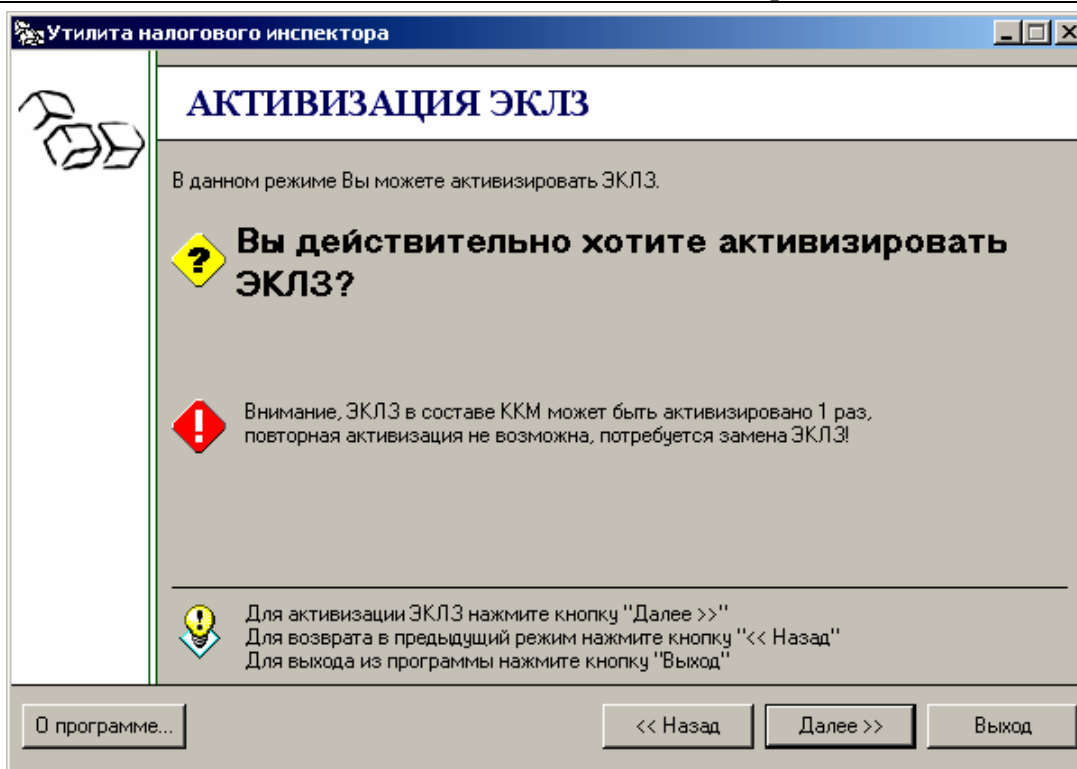 Утилита налогового инспектора
АКТИВИЗАЦИЯ ЭКЛЗ
В данном режиме Вы можете активизировать ЭКЛЗ.
Вы действительно хотите активизировать
ЭКЛЗ?
Внимание, ЭКЛЗ в составе ККМ может быть активизировано 1 раз,
повторная активизация не возможна, потребуется замена ЭКЛЗ!
Для активизации ЭКЛЗ нажмите кнопку "Далее >>"
Для возврата в предыдущий режим нажмите кнопку "<< Назад"
Для выхода из программы нажмите кнопку "Выход"
О программе... << Назад Далее >> Выход